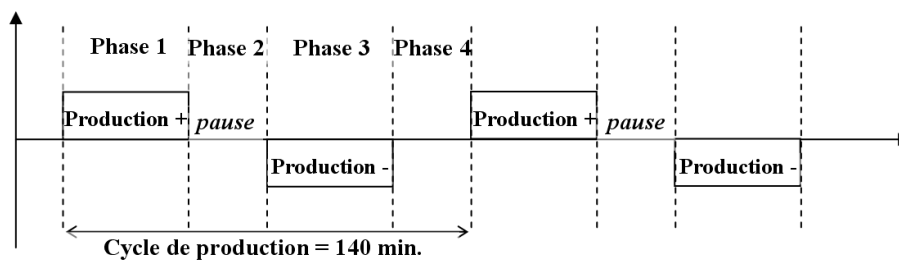 Phase 1 Phase 2 Phase 3 Phase 4
Production + pause Production + pause
Production - Production -
Cycle de production = 140 min.